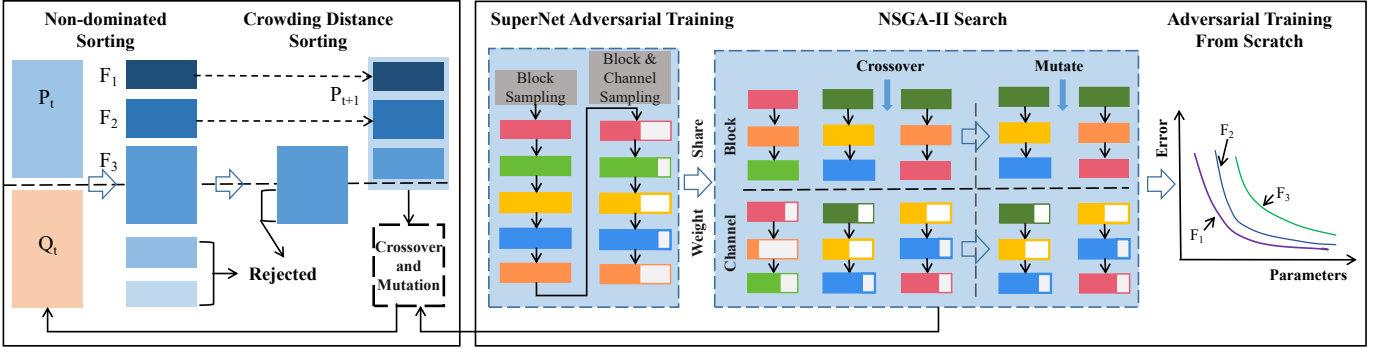 Non-dominated
Sorting
Crowding Distance
Sorting
P_t
F_1
F_2
F_3
P_{t+1}
Q_t
Rejected
Crossover
and
Mutation
SuperNet Adversarial Training
NSGA-II Search
Adversarial Training
From Scratch
Block
Sampling
Block &
Channel
Sampling
Weight Share
Block
Channel
Crossover
Mutate
Error
F_2
F_3
F_1
Parameters